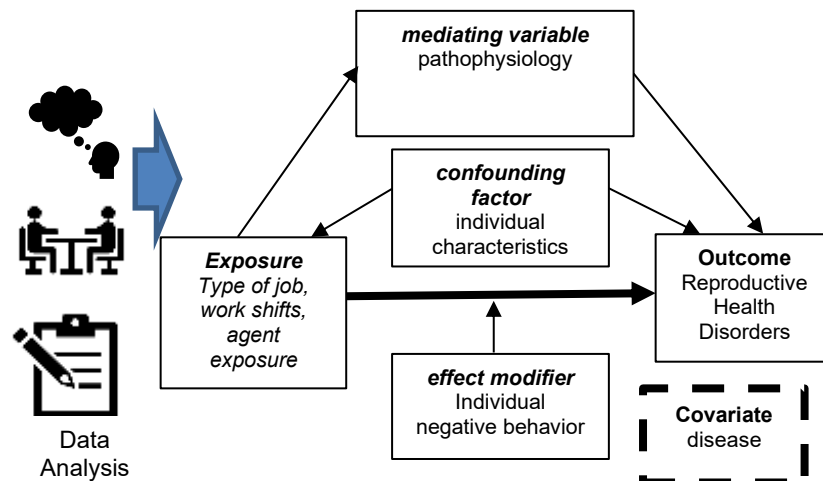 mediating variable
pathophysiology
confounding
factor
individual
characteristics
Exposure
Type of job,
work shifts,
agent
exposure
Outcome
Reproductive
Health
Disorders
effect modifier
Individual
negative behavior
Covariate
disease
Data
Analysis